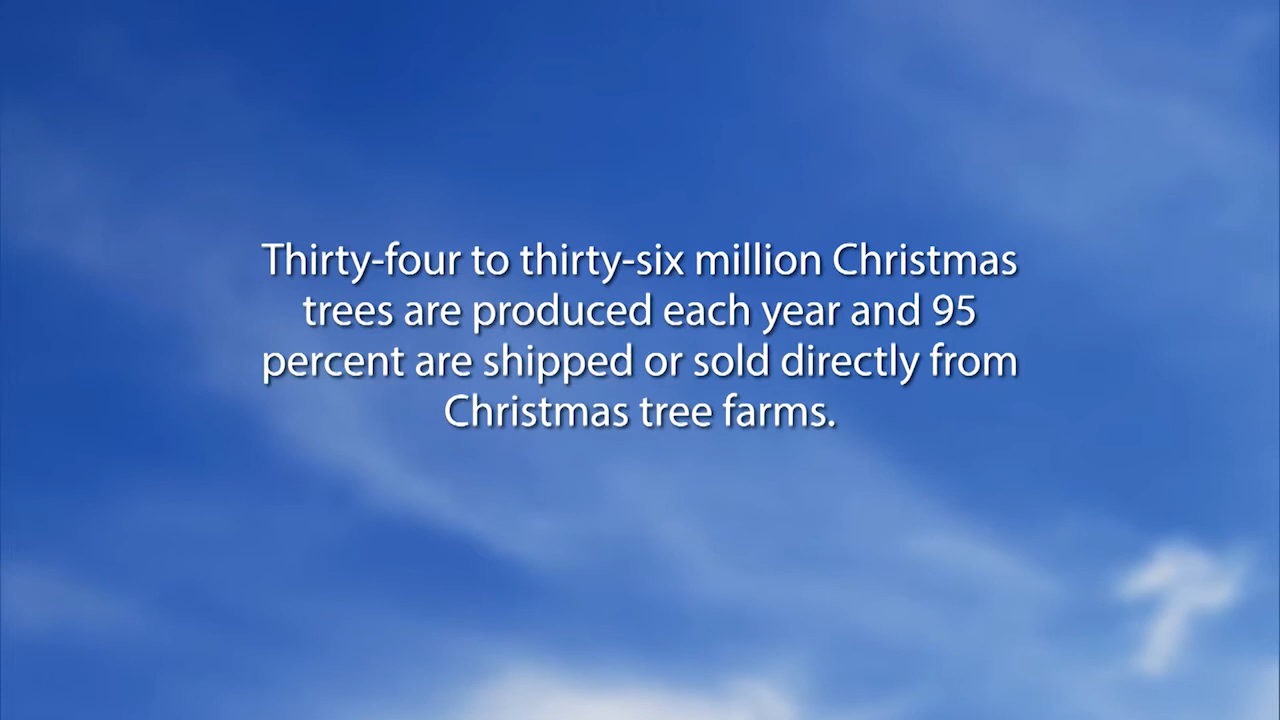 Thirty-four to thirty-six million Christmas
trees are produced each year and 95
percent are shipped or sold directly from
Christmas tree farms.